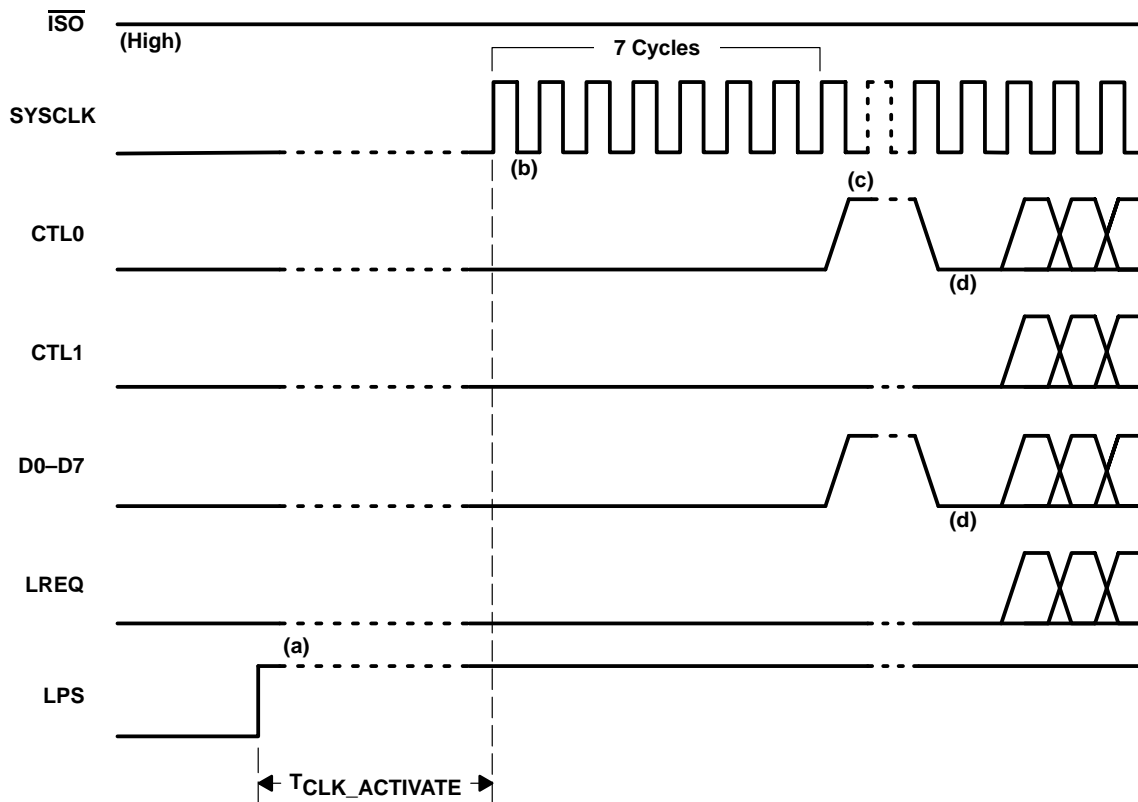 ISO
(High)
7 Cycles
SYSCLK
(b)
(c)
CTL0
(d)
CTL1
D0–D7
(d)
LREQ
(a)
LPS
TCLK_ACTIVATE